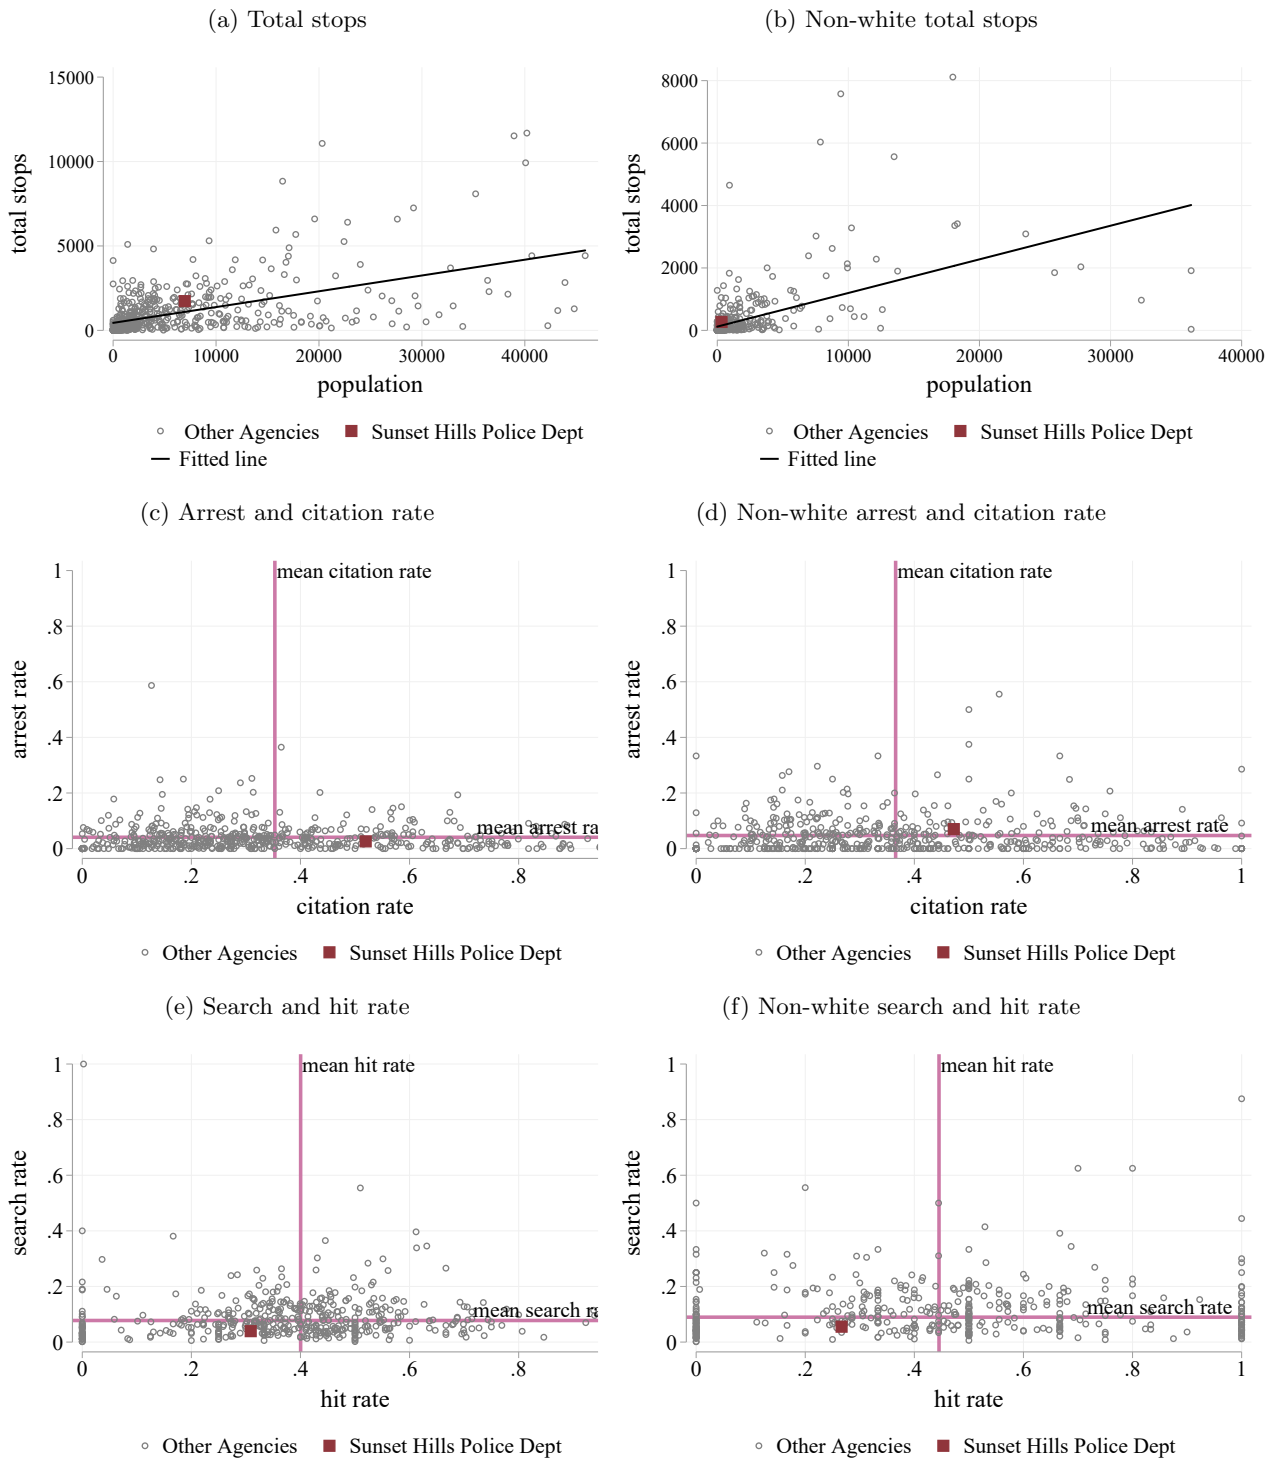 (a) Total stops
15000
10000
5000
0
total stops
0 10000 20000 30000 40000
population
Other Agencies Sunset Hills Police Dept
Fitted line
(b) Non-white total stops
8000
6000
4000
2000
0
total stops
0 10000 20000 30000 40000
population
Other Agencies Sunset Hills Police Dept
Fitted line
(c) Arrest and citation rate
mean citation rate
1
.8
.6
.4
.2
0
arrest rate
mean arrest ra
0 .2 .4 .6 .8
citation rate
Other Agencies Sunset Hills Police Dept
(d) Non-white arrest and citation rate
mean citation rate
1
.8
.6
.4
.2
0
arrest rate
mean arrest rate
0 .2 .4 .6 .8 1
citation rate
Other Agencies Sunset Hills Police Dept
(e) Search and hit rate
mean hit rate
1
.8
.6
.4
.2
0
search rate
mean search ra
0 .2 .4 .6 .8
hit rate
Other Agencies Sunset Hills Police Dept
(f) Non-white search and hit rate
mean hit rate
1
.8
.6
.4
.2
0
search rate
mean search rate
0 .2 .4 .6 .8 1
hit rate
Other Agencies Sunset Hills Police Dept